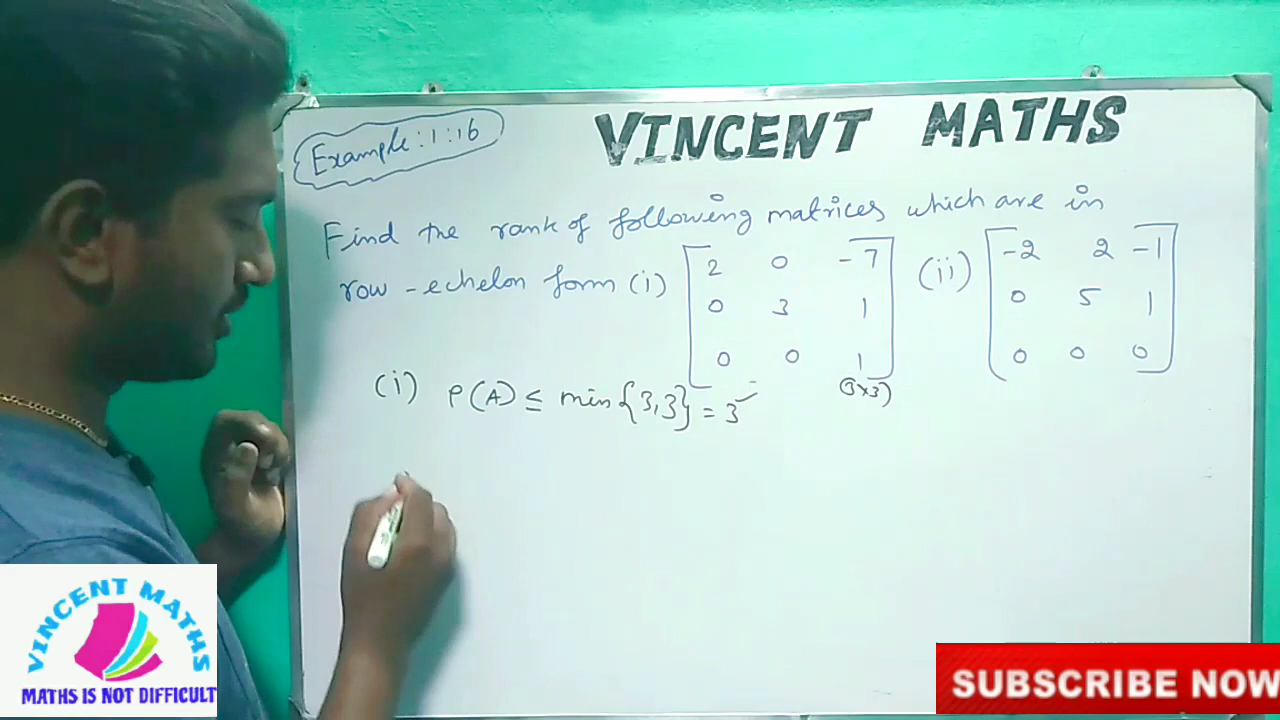 Example: 1:16
VINCENT MATHS
Find the rank of following matrices which are in
row-echelon form (i) [2 0 -7
0 3 1
0 0 1] (3×3)
(ii) [-2 2 -1
0 5 1
0 0 0]
(i) ρ(A) ≤ min{3,3} = 3
VINCENT MATHS
MATHS IS NOT DIFFICULT
SUBSCRIBE NOW